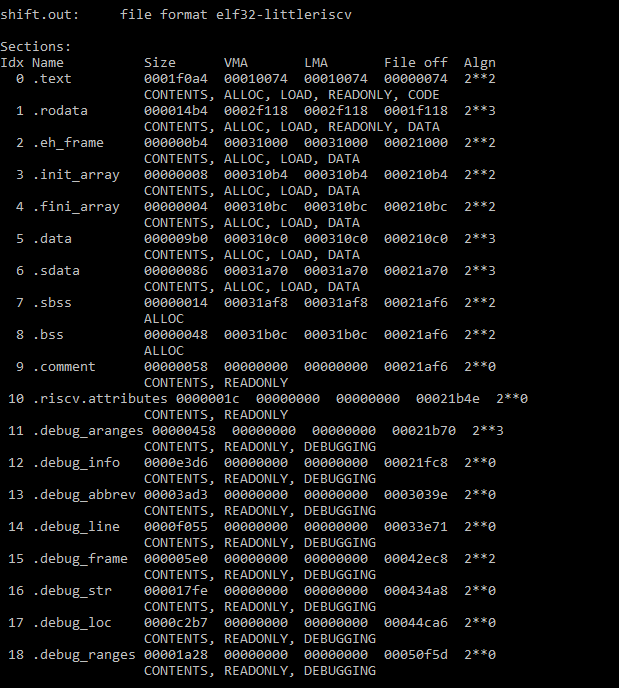 shift.out:     file format elf32-littleriscv
Sections:
Idx Name          Size      VMA       LMA       File off  Algn
  0 .text         0001f0a4  00010074  00010074  00000074  2**2
                  CONTENTS, ALLOC, LOAD, READONLY, CODE
  1 .rodata       000014b4  0002f118  0002f118  0001f118  2**3
                  CONTENTS, ALLOC, LOAD, READONLY, DATA
  2 .eh_frame     000000b4  00031000  00031000  00021000  2**2
                  CONTENTS, ALLOC, LOAD, DATA
  3 .init_array   00000008  000310b4  000310b4  000210b4  2**2
                  CONTENTS, ALLOC, LOAD, DATA
  4 .fini_array   00000004  000310bc  000310bc  000210bc  2**2
                  CONTENTS, ALLOC, LOAD, DATA
  5 .data         000009b0  000310c0  000310c0  000210c0  2**3
                  CONTENTS, ALLOC, LOAD, DATA
  6 .sdata        00000086  00031a70  00031a70  00021a70  2**3
                  CONTENTS, ALLOC, LOAD, DATA
  7 .sbss         00000014  00031af8  00031af8  00021af6  2**2
                  ALLOC
  8 .bss          00000048  00031b0c  00031b0c  00021af6  2**2
                  ALLOC
  9 .comment      00000058  00000000  00000000  00021af6  2**0
                  CONTENTS, READONLY
 10 .riscv.attributes 0000001c  00000000  00000000  00021b4e  2**0
                  CONTENTS, READONLY
 11 .debug_aranges 00000458  00000000  00000000  00021b70  2**3
                  CONTENTS, READONLY, DEBUGGING
 12 .debug_info   0000e3d6  00000000  00000000  00021fc8  2**0
                  CONTENTS, READONLY, DEBUGGING
 13 .debug_abbrev 00003ad3  00000000  00000000  0003039e  2**0
                  CONTENTS, READONLY, DEBUGGING
 14 .debug_line   0000f055  00000000  00000000  00033e71  2**0
                  CONTENTS, READONLY, DEBUGGING
 15 .debug_frame  000005e0  00000000  00000000  00042ec8  2**2
                  CONTENTS, READONLY, DEBUGGING
 16 .debug_str    000017fe  00000000  00000000  000434a8  2**0
                  CONTENTS, READONLY, DEBUGGING
 17 .debug_loc    0000c2b7  00000000  00000000  00044ca6  2**0
                  CONTENTS, READONLY, DEBUGGING
 18 .debug_ranges 00001a28  00000000  00000000  00050f5d  2**0
                  CONTENTS, READONLY, DEBUGGING